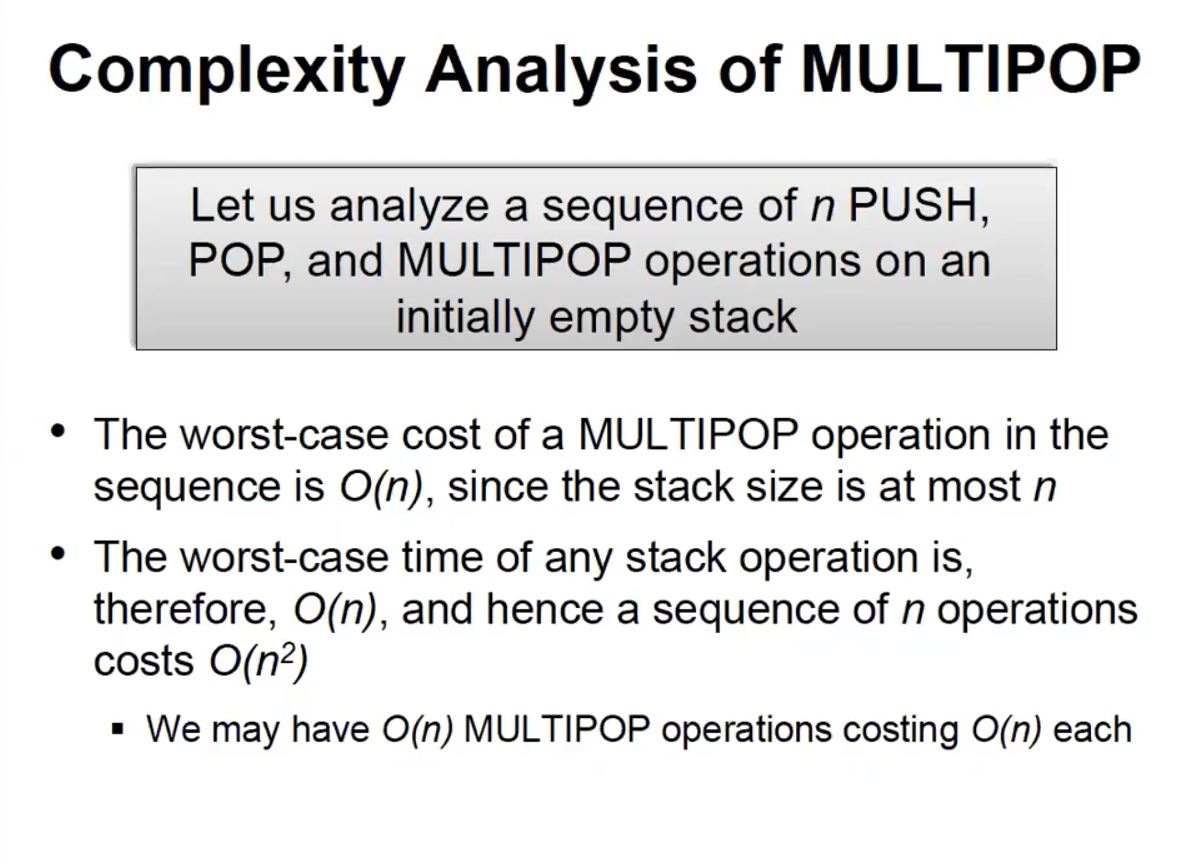 Complexity Analysis of MULTIPOP
Let us analyze a sequence of n PUSH,
POP, and MULTIPOP operations on an
initially empty stack
• The worst-case cost of a MULTIPOP operation in the
sequence is O(n), since the stack size is at most n
• The worst-case time of any stack operation is,
therefore, O(n), and hence a sequence of n operations
costs O(n²)
▪ We may have O(n) MULTIPOP operations costing O(n) each